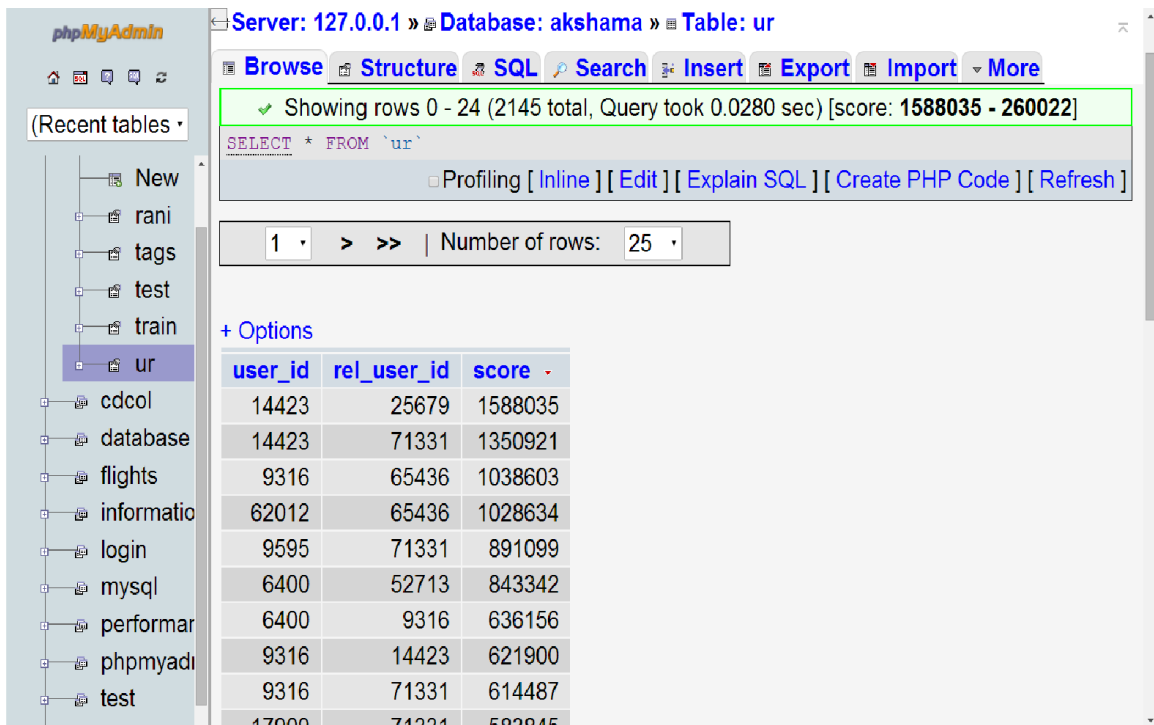 phpMyAdmin
(Recent tables
New
rani
tags
test
train
ur
cdcol
database
flights
informatio
login
mysql
performar
phpmyad
test
Server: 127.0.0.1 » Database: akshama » Table: ur
Browse Structure SQL Search Insert Export Import More
Showing rows 0 - 24 (2145 total, Query took 0.0280 sec) [score: 1588035 - 260022]
SELECT * FROM `ur`
Profiling [ Inline ] [ Edit ] [ Explain SQL ] [ Create PHP Code ] [ Refresh ]
1 > >> | Number of rows: 25
+ Options
user_id rel_user_id score
14423 25679 1588035
14423 71331 1350921
9316 65436 1038603
62012 65436 1028634
9595 71331 891099
6400 52713 843342
6400 9316 636156
9316 14423 621900
9316 71331 614487